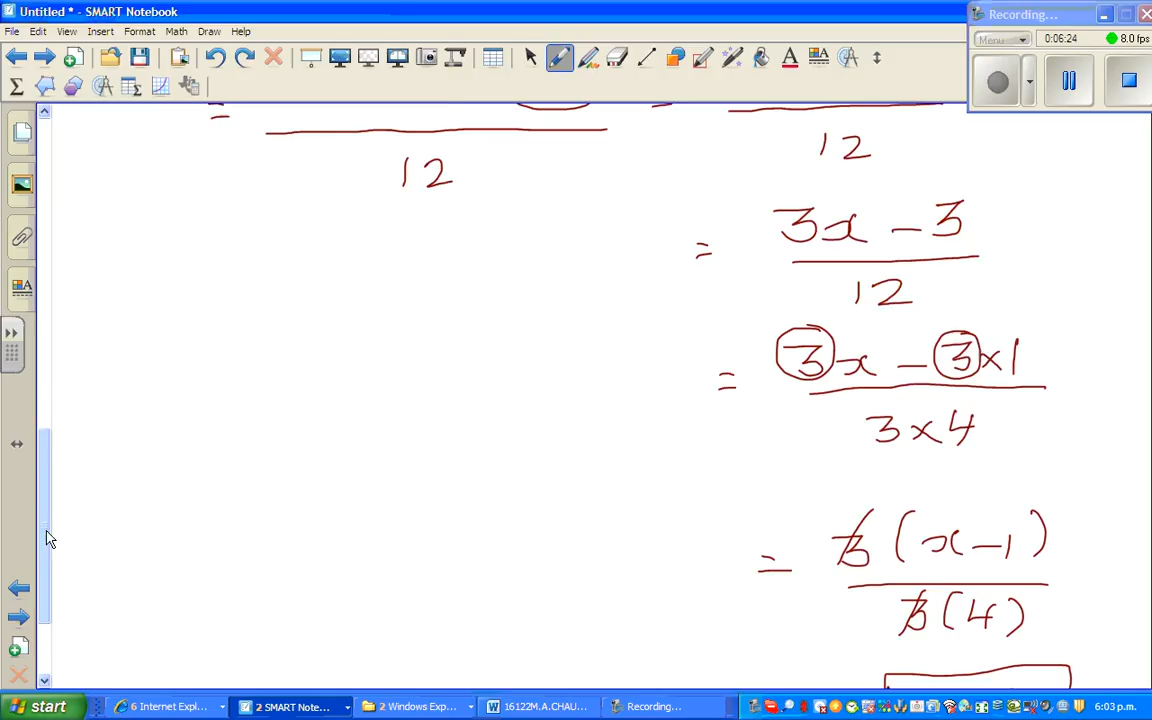 Untitled * - SMART Notebook
Recording...
File Edit View Insert Format Math Draw Help
Menu 0:06:24 8.0 fps
= 12 = 12
= 3x - 3
12
= 3x - 3×1
3×4
= 3(x-1)
3(4)
start 6 Internet Expl... 2 SMART Note... 2 Windows Expl... 16122M.A.CHAU... Recording... 6:03 p.m.